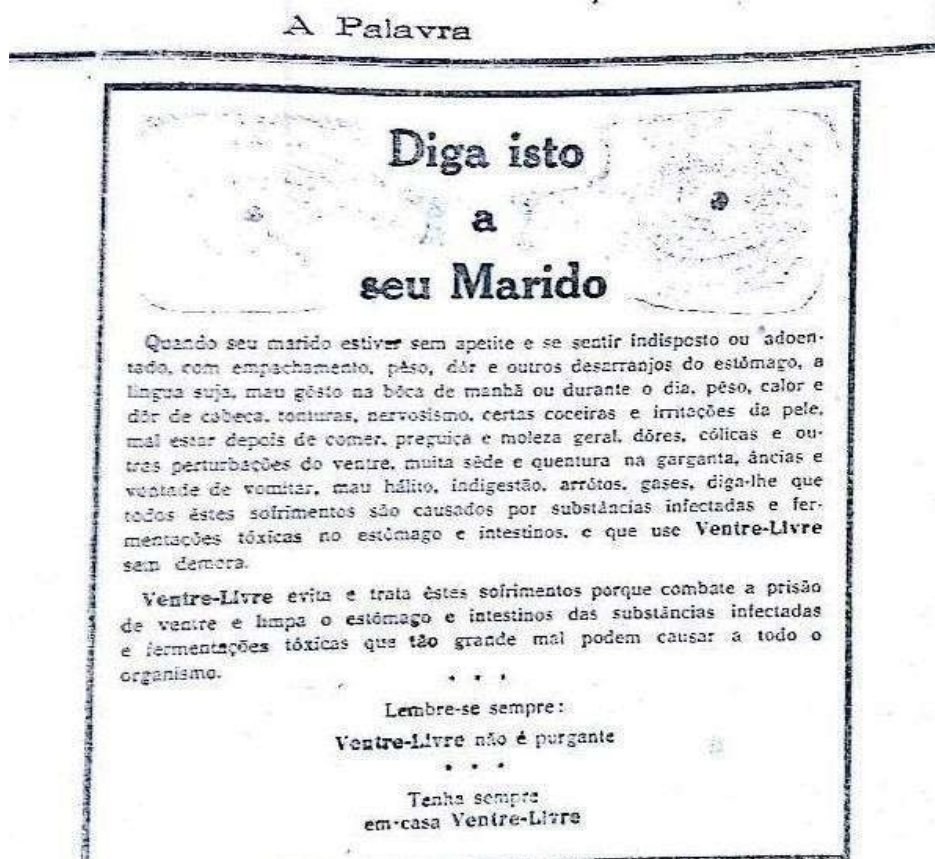 A Palavra
Diga isto
a
seu Marido
Quando seu marido estiver sem apetite e se sentir indisposto ou adoen-
tado, com empachamento, pêso, dôr e outros desarranjos do estômago, a
lingua suja, mau gôsto na bôca de manhã ou durante o dia, pêso, calor e
dôr de cabeça, tonturas, nervosismo, certas coceiras e irritações da pele,
mal estar depois de comer, preguiça e moleza geral, dôres, cólicas e ou-
tras perturbações do ventre, muita sêde e quentura na garganta, âncias e
vontade de vomitar, mau hálito, indigestão, arrôtos, gases, diga-lhe que
todos êstes sofrimentos são causados por substâncias infectadas e fer-
mentações tóxicas no estômago e intestinos, e que use Ventre-Livre
sem demora.
Ventre-Livre evita e trata êstes sofrimentos porque combate a prisão
de ventre e limpa o estômago e intestinos das substâncias infectadas
e fermentações tóxicas que tão grande mal podem causar a todo o
organismo.
* * *
Lembre-se sempre:
Ventre-Livre não é purgante
* * *
Tenha sempre
em-casa Ventre-Livre